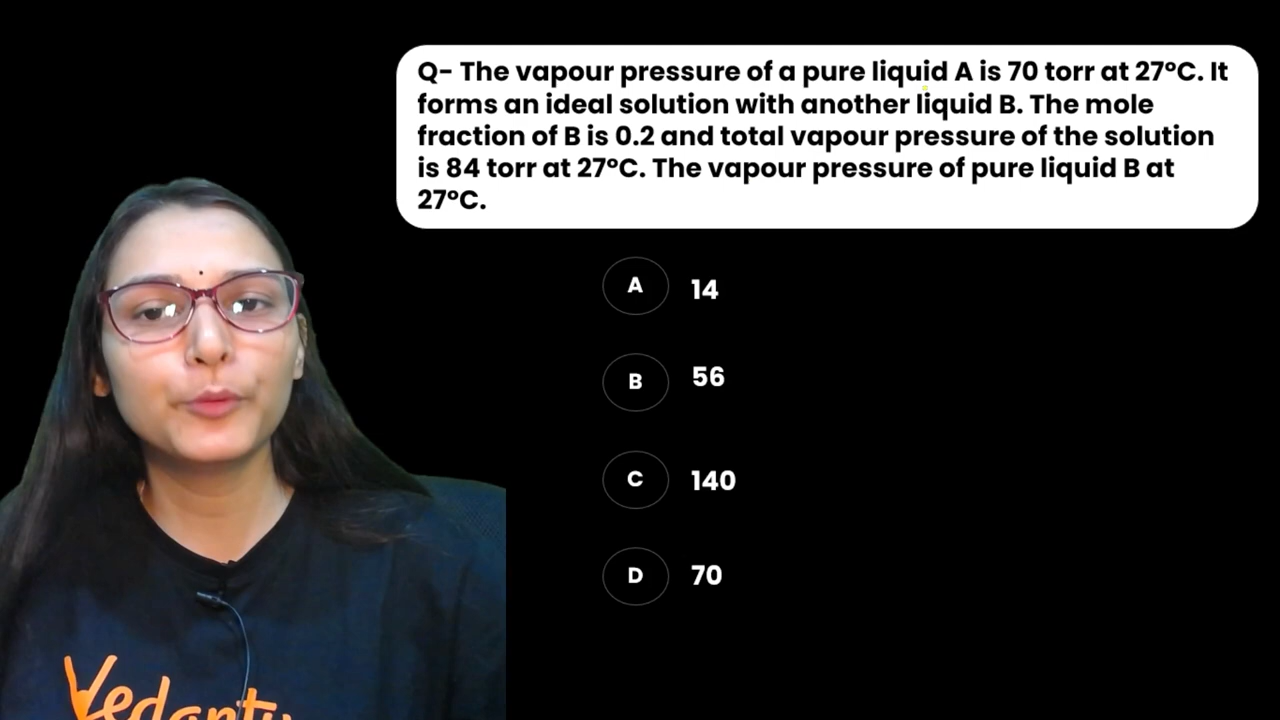 Q- The vapour pressure of a pure liquid A is 70 torr at 27°C. It
forms an ideal solution with another liquid B. The mole
fraction of B is 0.2 and total vapour pressure of the solution
is 84 torr at 27°C. The vapour pressure of pure liquid B at
27°C.
A 14
B 56
C 140
D 70